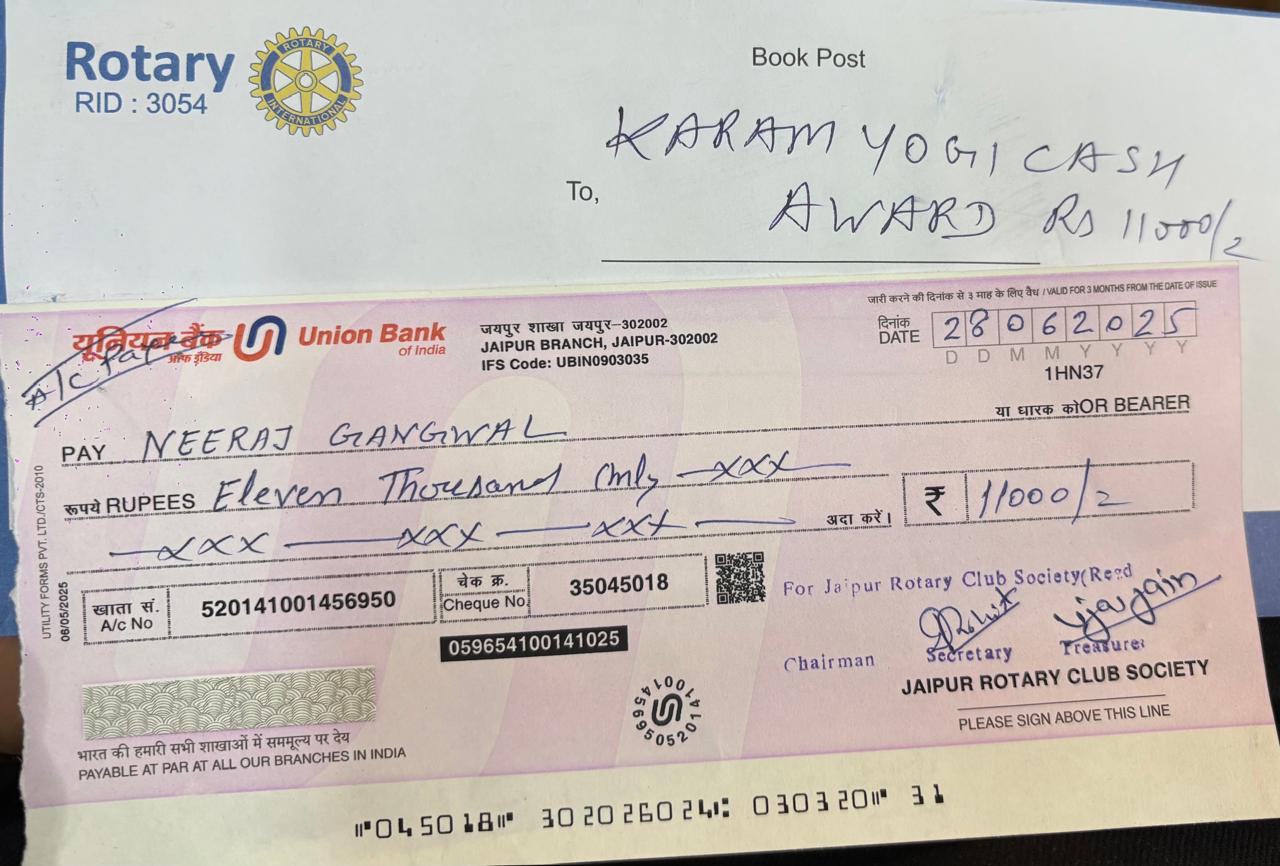 Rotary
RID : 3054
ROTARY
INTERNATIONAL
Book Post
To,
KARAM YOGI CASH
AWARD Rs 11000/=
जारी करने की दिनांक से ३ माह के लिए वैध / VALID FOR 3 MONTHS FROM THE DATE OF ISSUE
A/C Payee
यूनियन बैंक
ऑफ इंडिया
Union Bank
of India
जयपुर शाखा जयपुर–302002
JAIPUR BRANCH, JAIPUR-302002
IFS Code: UBIN0903035
दिनांक
DATE
28062025
D D M M Y Y Y Y
1HN37
PAY NEERAJ GANGWAL
या धारक को OR BEARER
रूपये RUPEES Eleven Thousand Only —xxx—
—xxx —xxx —xxx —
अदा करें।
₹ 11000/=
UTILITY FORMS PVT. LTD./CTS-2010
06/05/2025
खाता सं.
A/c No
520141001456950
चेक क्र.
Cheque No.
35045018
059654100141025
For Jaipur Rotary Club Society(Regd
Vijay Jain
Chairman Secretary Treasurer
JAIPUR ROTARY CLUB SOCIETY
PLEASE SIGN ABOVE THIS LINE
भारत की हमारी सभी शाखाओं में सममूल्य पर देय
PAYABLE AT PAR AT ALL OUR BRANCHES IN INDIA
⑈045018⑈ 302026024⑆ 030320⑈ 31